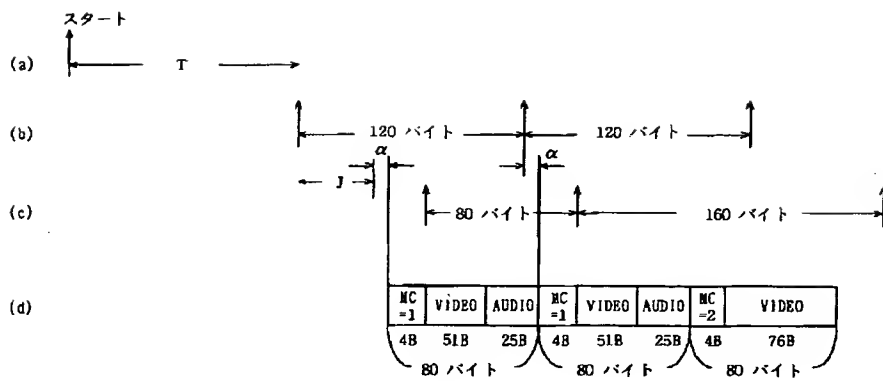 スタート
(a) T
(b) 120 バイト 120 バイト
α α
J
(c) 80 バイト 160 バイト
(d) MC=1 VIDEO AUDIO MC=1 VIDEO AUDIO MC=2 VIDEO
4B 51B 25B 4B 51B 25B 4B 76B
80 バイト 80 バイト 80 バイト